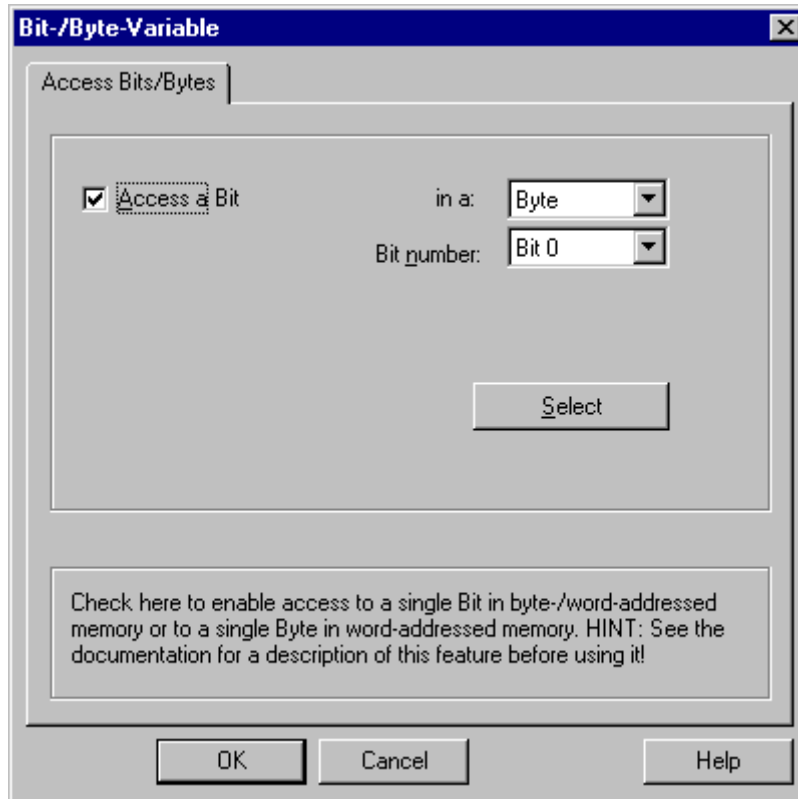 Bit-/Byte-Variable
Access Bits/Bytes
Access a Bit
in a:
Byte
Bit number:
Bit 0
Select
Check here to enable access to a single Bit in byte-/word-addressed
memory or to a single Byte in word-addressed memory. HINT: See the
documentation for a description of this feature before using it!
OK
Cancel
Help